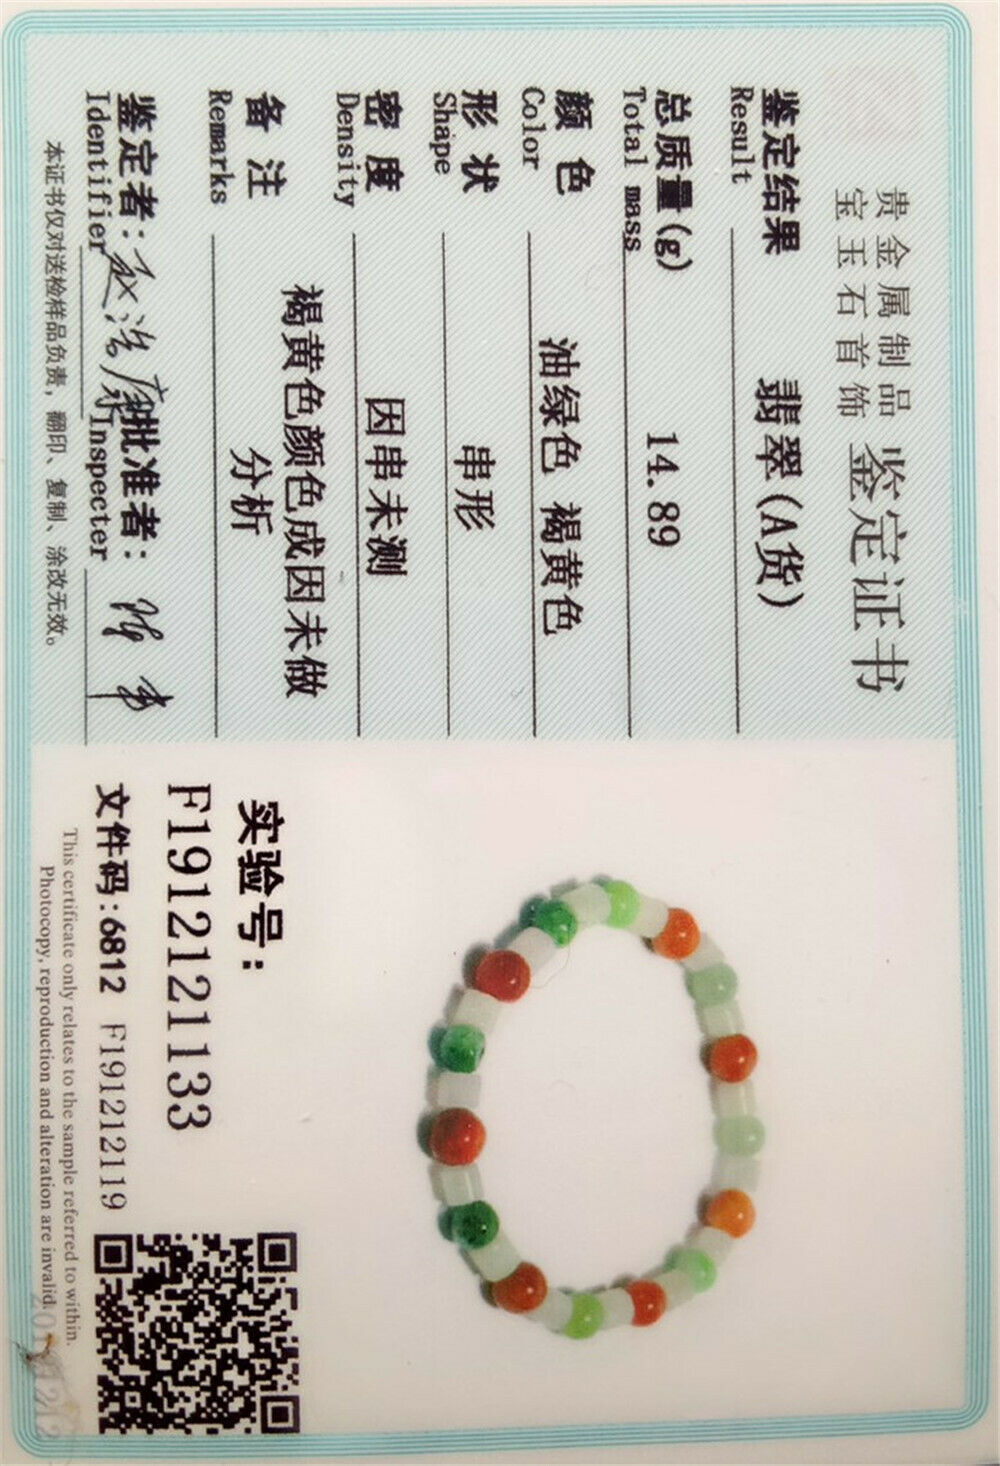 贵金属制品
宝玉石首饰
鉴定证书
鉴定结果 翡翠(A货)
Result
总质量(g) 14.89
Total mass
颜色 油绿色 褐黄色
Color
形状 串形
Shape
密度 因串未测
Density
备注 褐黄色颜色成因未做
Remarks 分析
鉴定者: 批准者:
Identifier Inspecter
本证书仅对送检样品负责，翻印、复制、涂改无效。
实验号:
F1912121133
文件码:6812 F191212119
This certificate only relates to the sample referred to within.
Photocopy, reproduction and alteration are invalid.